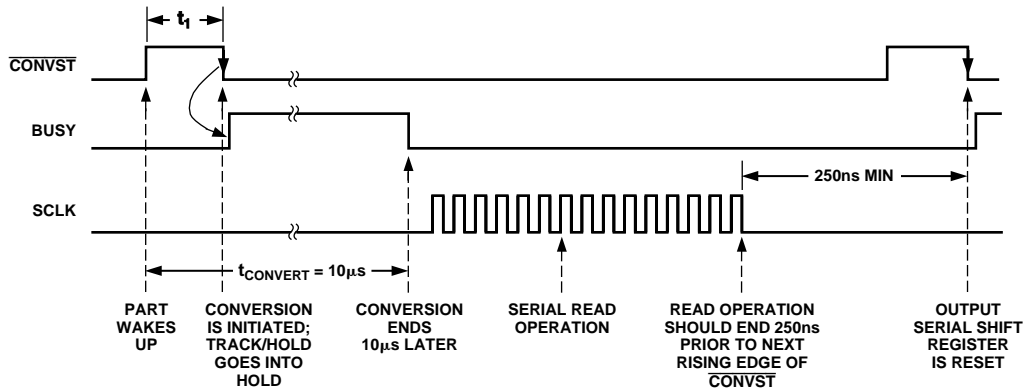 t1
CONVST
BUSY
250ns MIN
SCLK
tCONVERT = 10μs
PART
WAKES
UP
CONVERSION
IS INITIATED;
TRACK/HOLD
GOES INTO
HOLD
CONVERSION
ENDS
10μs LATER
SERIAL READ
OPERATION
READ OPERATION
SHOULD END 250ns
PRIOR TO NEXT
RISING EDGE OF
CONVST
OUTPUT
SERIAL SHIFT
REGISTER
IS RESET